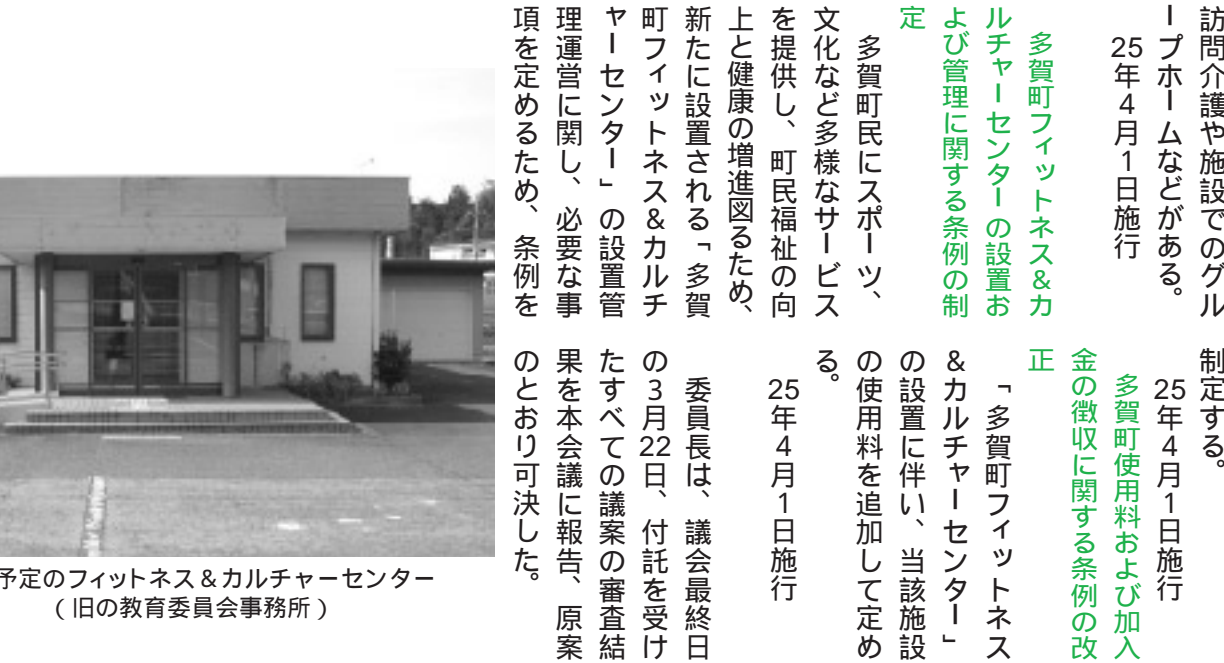 訪問介護や施設でのグル
ープホームなどがある。
25年4月1日施行
多賀町フィットネス&カ
ルチャーセンターの設置お
よび管理に関する条例の制
定
多賀町民にスポーツ、
文化など多様なサービス
を提供し、町民福祉の向
上と健康の増進図るため、
新たに設置される「多賀
町フィットネス&カルチ
ャーセンター」の設置管
理運営に関し、必要な事
項を定めるため、条例を
制定する。
25年4月1日施行
多賀町使用料および加入
金の徴収に関する条例の改
正
「多賀町フィットネス
&カルチャーセンター」
の設置に伴い、当該施設
の使用料を追加して定め
る。
25年4月1日施行
委員長は、議会最終日
の3月22日、付託を受け
たすべての議案の審査結
果を本会議に報告、原案
のとおり可決した。
予定のフィットネス&カルチャーセンター
(旧の教育委員会事務所)